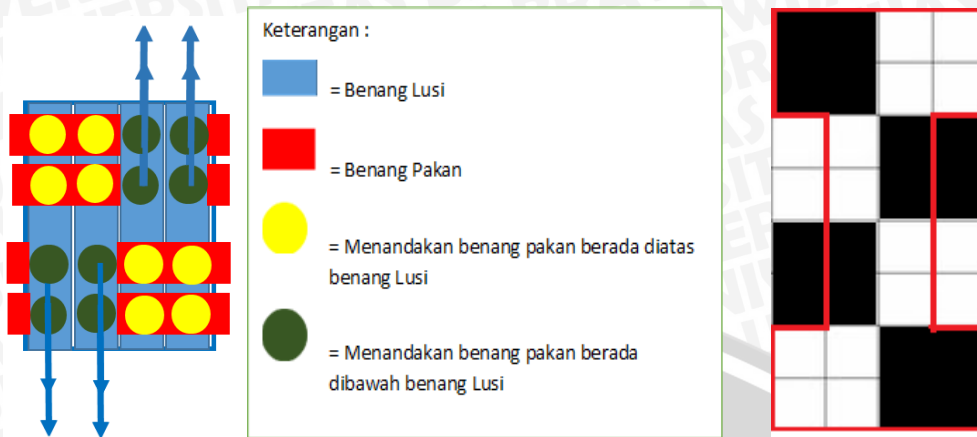 Keterangan :
= Benang Lusi
= Benang Pakan
= Menandakan benang pakan berada diatas
benang Lusi
= Menandakan benang pakan berada
dibawah benang Lusi